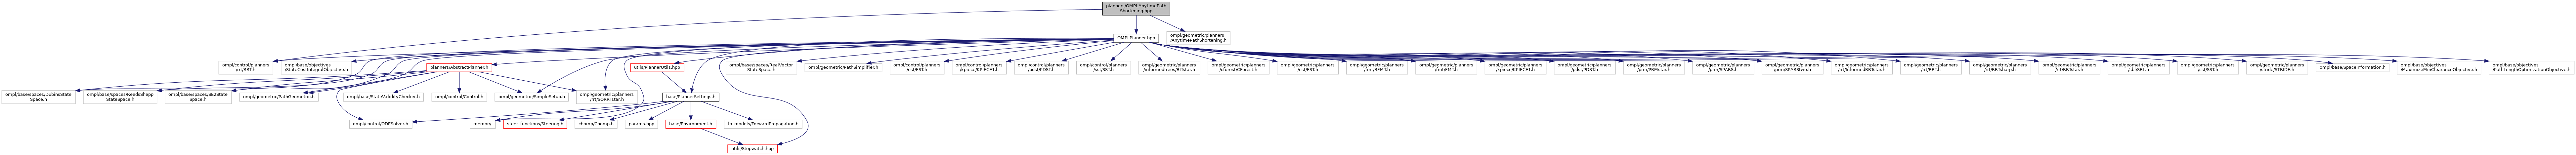 planners/OMPLAnytimePath
Shortening.hpp
OMPLPlanner.hpp
ompl/geometric/planners
/AnytimePathShortening.h
ompl/control/planners
/rrt/RRT.h
ompl/base/objectives
/StateCostIntegralObjective.h
planners/AbstractPlanner.h
utils/PlannerUtils.hpp
ompl/base/spaces/RealVector
StateSpace.h
ompl/geometric/PathSimplifier.h
ompl/control/planners
/est/EST.h
ompl/control/planners
/kpiece/KPIECE1.h
ompl/control/planners
/pdst/PDST.h
ompl/control/planners
/sst/SST.h
ompl/geometric/planners
/informedtrees/BITstar.h
ompl/geometric/planners
/cforest/CForest.h
ompl/geometric/planners
/est/EST.h
ompl/geometric/planners
/fmt/BFMT.h
ompl/geometric/planners
/fmt/FMT.h
ompl/geometric/planners
/kpiece/KPIECE1.h
ompl/geometric/planners
/pdst/PDST.h
ompl/geometric/planners
/prm/PRMstar.h
ompl/geometric/planners
/prm/SPARS.h
ompl/geometric/planners
/prm/SPARStwo.h
ompl/geometric/planners
/rrt/InformedRRTstar.h
ompl/geometric/planners
/rrt/RRT.h
ompl/geometric/planners
/rrt/RRTsharp.h
ompl/geometric/planners
/rrt/RRTstar.h
ompl/geometric/planners
/sbl/SBL.h
ompl/geometric/planners
/sst/SST.h
ompl/geometric/planners
/stride/STRIDE.h
ompl/base/SpaceInformation.h
ompl/base/objectives
/MaximizeMinClearanceObjective.h
ompl/base/objectives
/PathLengthOptimizationObjective.h
ompl/base/spaces/DubinsState
Space.h
ompl/base/spaces/ReedsShepp
StateSpace.h
ompl/base/spaces/SE2State
Space.h
ompl/geometric/PathGeometric.h
ompl/base/StateValidityChecker.h
ompl/control/Control.h
ompl/geometric/SimpleSetup.h
ompl/geometric/planners
/rrt/SORRTstar.h
base/PlannerSettings.h
ompl/control/ODESolver.h
memory
steer_functions/Steering.h
chomp/Chomp.h
params.hpp
base/Environment.h
fp_models/ForwardPropagation.h
utils/Stopwatch.hpp